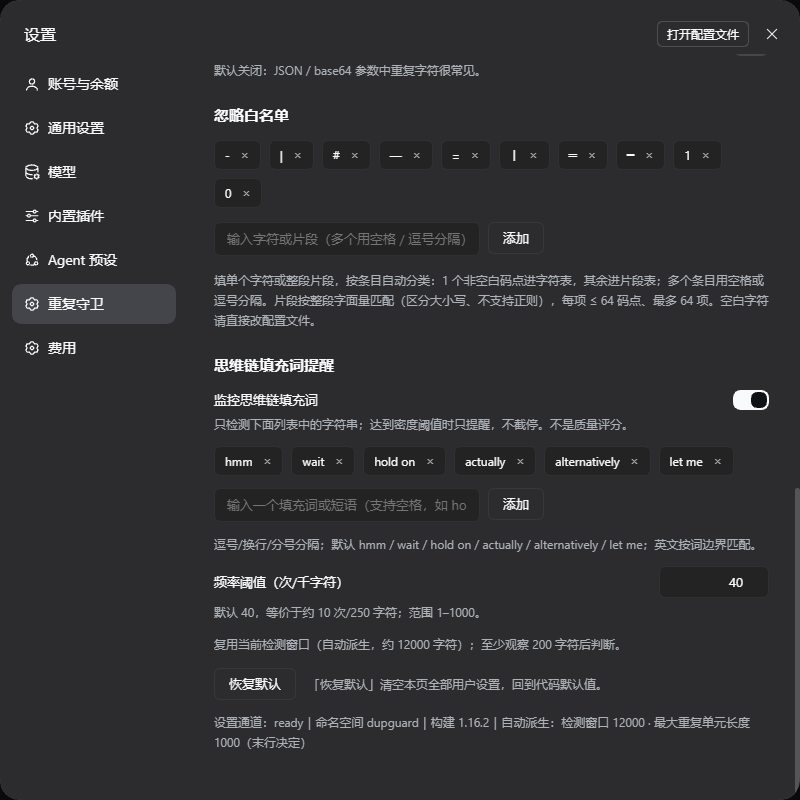 设置
打开配置文件
账号与余额
通用设置
模型
内置插件
Agent 预设
重复守卫
费用
默认关闭：JSON / base64 参数中重复字符很常见。
忽略白名单
- × | × # × — × = × │ × ═ × ━ × 1 ×
0 ×
输入字符或片段（多个用空格 / 逗号分隔） 添加
填单个字符或整段片段，按条目自动分类：1 个非空白码点进字符表，其余进片段表；多个条目用空格或
逗号分隔。片段按整段字面量匹配（区分大小写、不支持正则），每项 ≤ 64 码点、最多 64 项。空白字符
请直接改配置文件。
思维链填充词提醒
监控思维链填充词
只检测下面列表中的字符串；达到密度阈值时只提醒，不截停。不是质量评分。
hmm × wait × hold on × actually × alternatively × let me ×
输入一个填充词或短语（支持空格，如 ho 添加
逗号/换行/分号分隔；默认 hmm / wait / hold on / actually / alternatively / let me；英文按词边界匹配。
频率阈值（次/千字符） 40
默认 40，等价于约 10 次/250 字符；范围 1–1000。
复用当前检测窗口（自动派生，约 12000 字符）；至少观察 200 字符后判断。
恢复默认 「恢复默认」清空本页全部用户设置，回到代码默认值。
设置通道：ready | 命名空间 dupguard | 构建 1.16.2 | 自动派生：检测窗口 12000 · 最大重复单元长度
1000（末行决定）